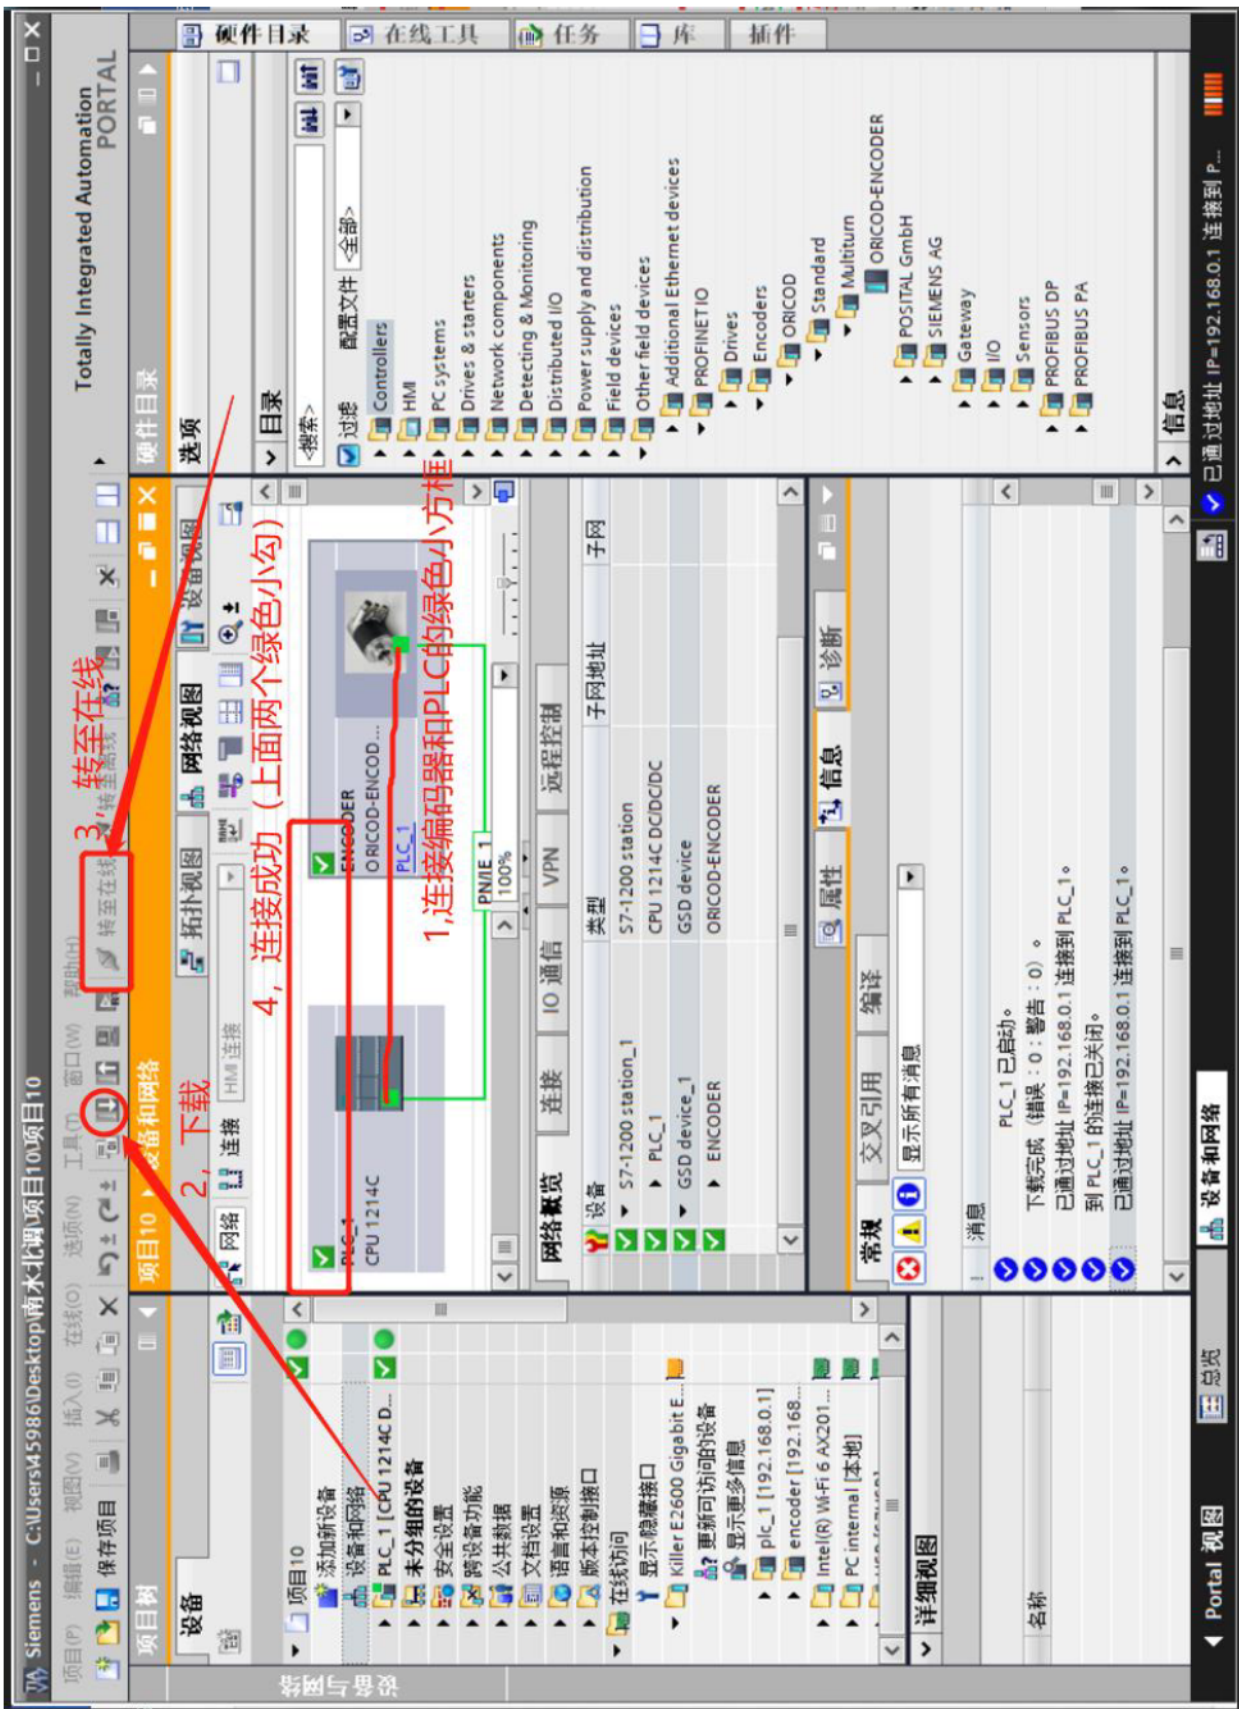 Siemens - C:\Users\45986\Desktop\南水北调\项目10\项目10
项目(P) 编辑(E) 视图(V) 插入(I) 在线(O) 选项(N) 工具(T) 窗口(W) 帮助(H)
Totally Integrated Automation
PORTAL
保存项目
转至在线
转至离线
3, 转至在线
项目树
项目10
设备和网络
硬件目录
设备
2, 下载
拓扑视图
网络视图
设备视图
选项
网络
连接
HMI 连接
4, 连接成功 (上面两个绿色小勾)
目录
<搜索>
过滤
配置文件
<全部>
项目10
添加新设备
设备和网络
PLC_1 [CPU 1214C D...
未分组的设备
安全设置
跨设备功能
公共数据
文档设置
语言和资源
版本控制接口
在线访问
显示/隐藏接口
Killer E2600 Gigabit E...
更新可访问的设备
显示更多信息
plc_1 [192.168.0.1]
encoder [192.168...
Intel(R) Wi-Fi 6 AX201...
PC internal [本地]
详细视图
名称
PLC_1
CPU 1214C
ENCODER
ORICOD-ENCOD...
PLC_1
1,连接编码器和PLC的绿色小方框
PN/IE_1
100%
网络概览
连接
IO 通信
VPN
远程控制
设备
类型
子网地址
子网
S7-1200 station_1
S7-1200 station
PLC_1
CPU 1214C DC/DC/DC
GSD device_1
GSD device
ENCODER
ORICOD-ENCODER
属性
信息
诊断
常规
交叉引用
编译
显示所有消息
!
消息
PLC_1 已启动。
下载完成（错误：0；警告：0）。
已通过地址 IP=192.168.0.1 连接到 PLC_1。
到 PLC_1 的连接已关闭。
已通过地址 IP=192.168.0.1 连接到 PLC_1。
Controllers
HMI
PC systems
Drives & starters
Network components
Detecting & Monitoring
Distributed I/O
Power supply and distribution
Field devices
Other field devices
Additional Ethernet devices
PROFINET IO
Drives
Encoders
ORICOD
Standard
Multiturn
ORICOD-ENCODER
POSITAL GmbH
SIEMENS AG
Gateway
I/O
Sensors
PROFIBUS DP
PROFIBUS PA
信息
硬件目录
在线工具
任务
库
插件
设备与网络
Portal 视图
总览
设备和网络
已通过地址 IP=192.168.0.1 连接到 P...